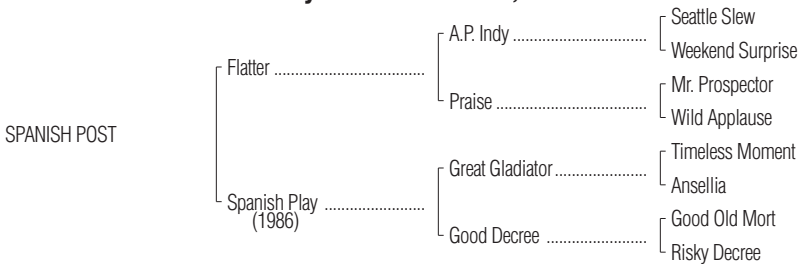 Seattle Slew
A.P. Indy ..................................
Weekend Surprise
Flatter ...................................
Mr. Prospector
Praise ......................................
Wild Applause
SPANISH POST
Timeless Moment
Great Gladiator .......................
Ansellia
Spanish Play ........................
(1986)
Good Old Mort
Good Decree .........................
Risky Decree